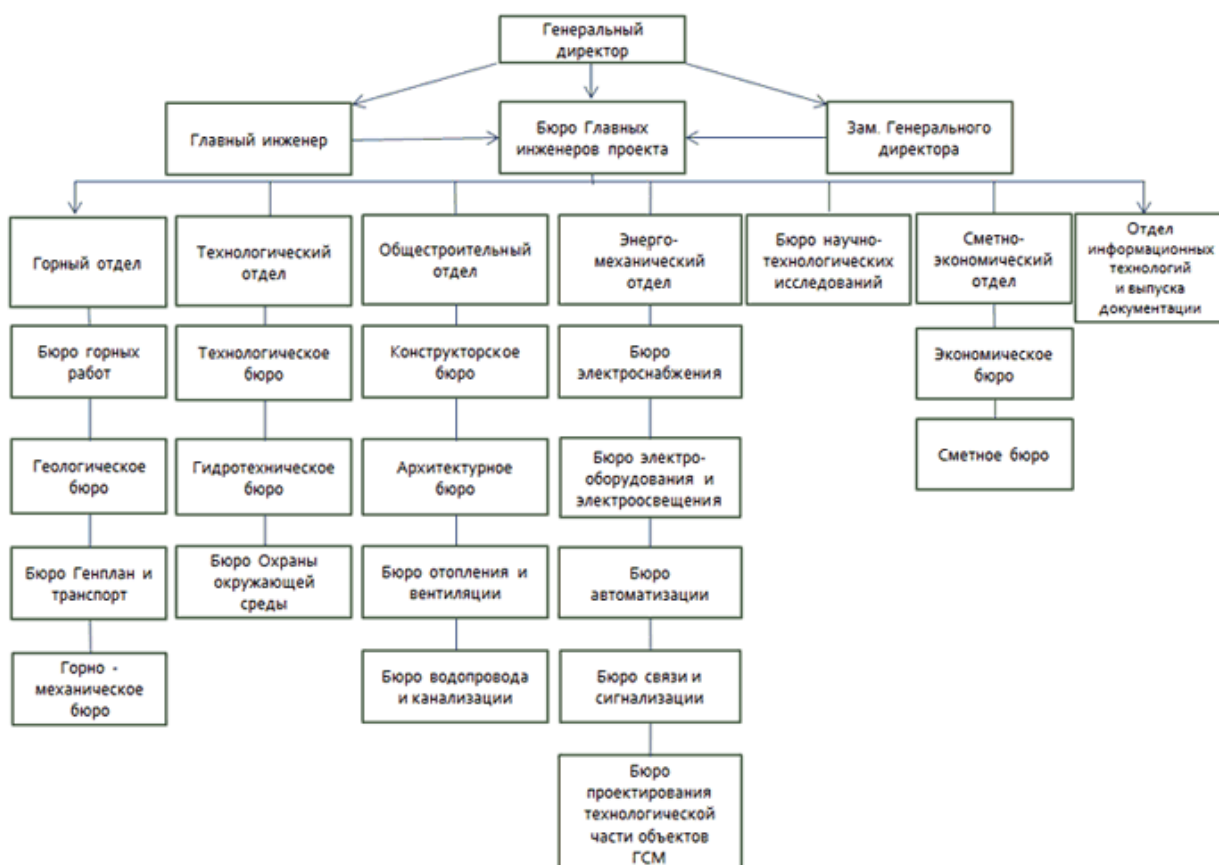 Генеральный
директор
Главный инженер
Бюро Главных
инженеров проекта
Зам. Генерального
директора
Горный отдел
Технологический
отдел
Общестроительный
отдел
Энерго-
механический
отдел
Бюро научно-
технологических
исследований
Сметно-
экономический
отдел
Отдел
информационных
технологий
и выпуска
документации
Бюро горных
работ
Технологическое
бюро
Конструкторское
бюро
Бюро
электроснабжения
Экономическое
бюро
Геологическое
бюро
Гидротехническое
бюро
Архитектурное
бюро
Бюро электро-
оборудования и
электроосвещения
Сметное бюро
Бюро Генплан и
транспорт
Бюро Охраны
окружающей
среды
Бюро отопления и
вентиляции
Бюро
автоматизации
Горно -
механическое
бюро
Бюро водопровода
и канализации
Бюро связи и
сигнализации
Бюро
проектирования
технологической
части объектов
ГСМ